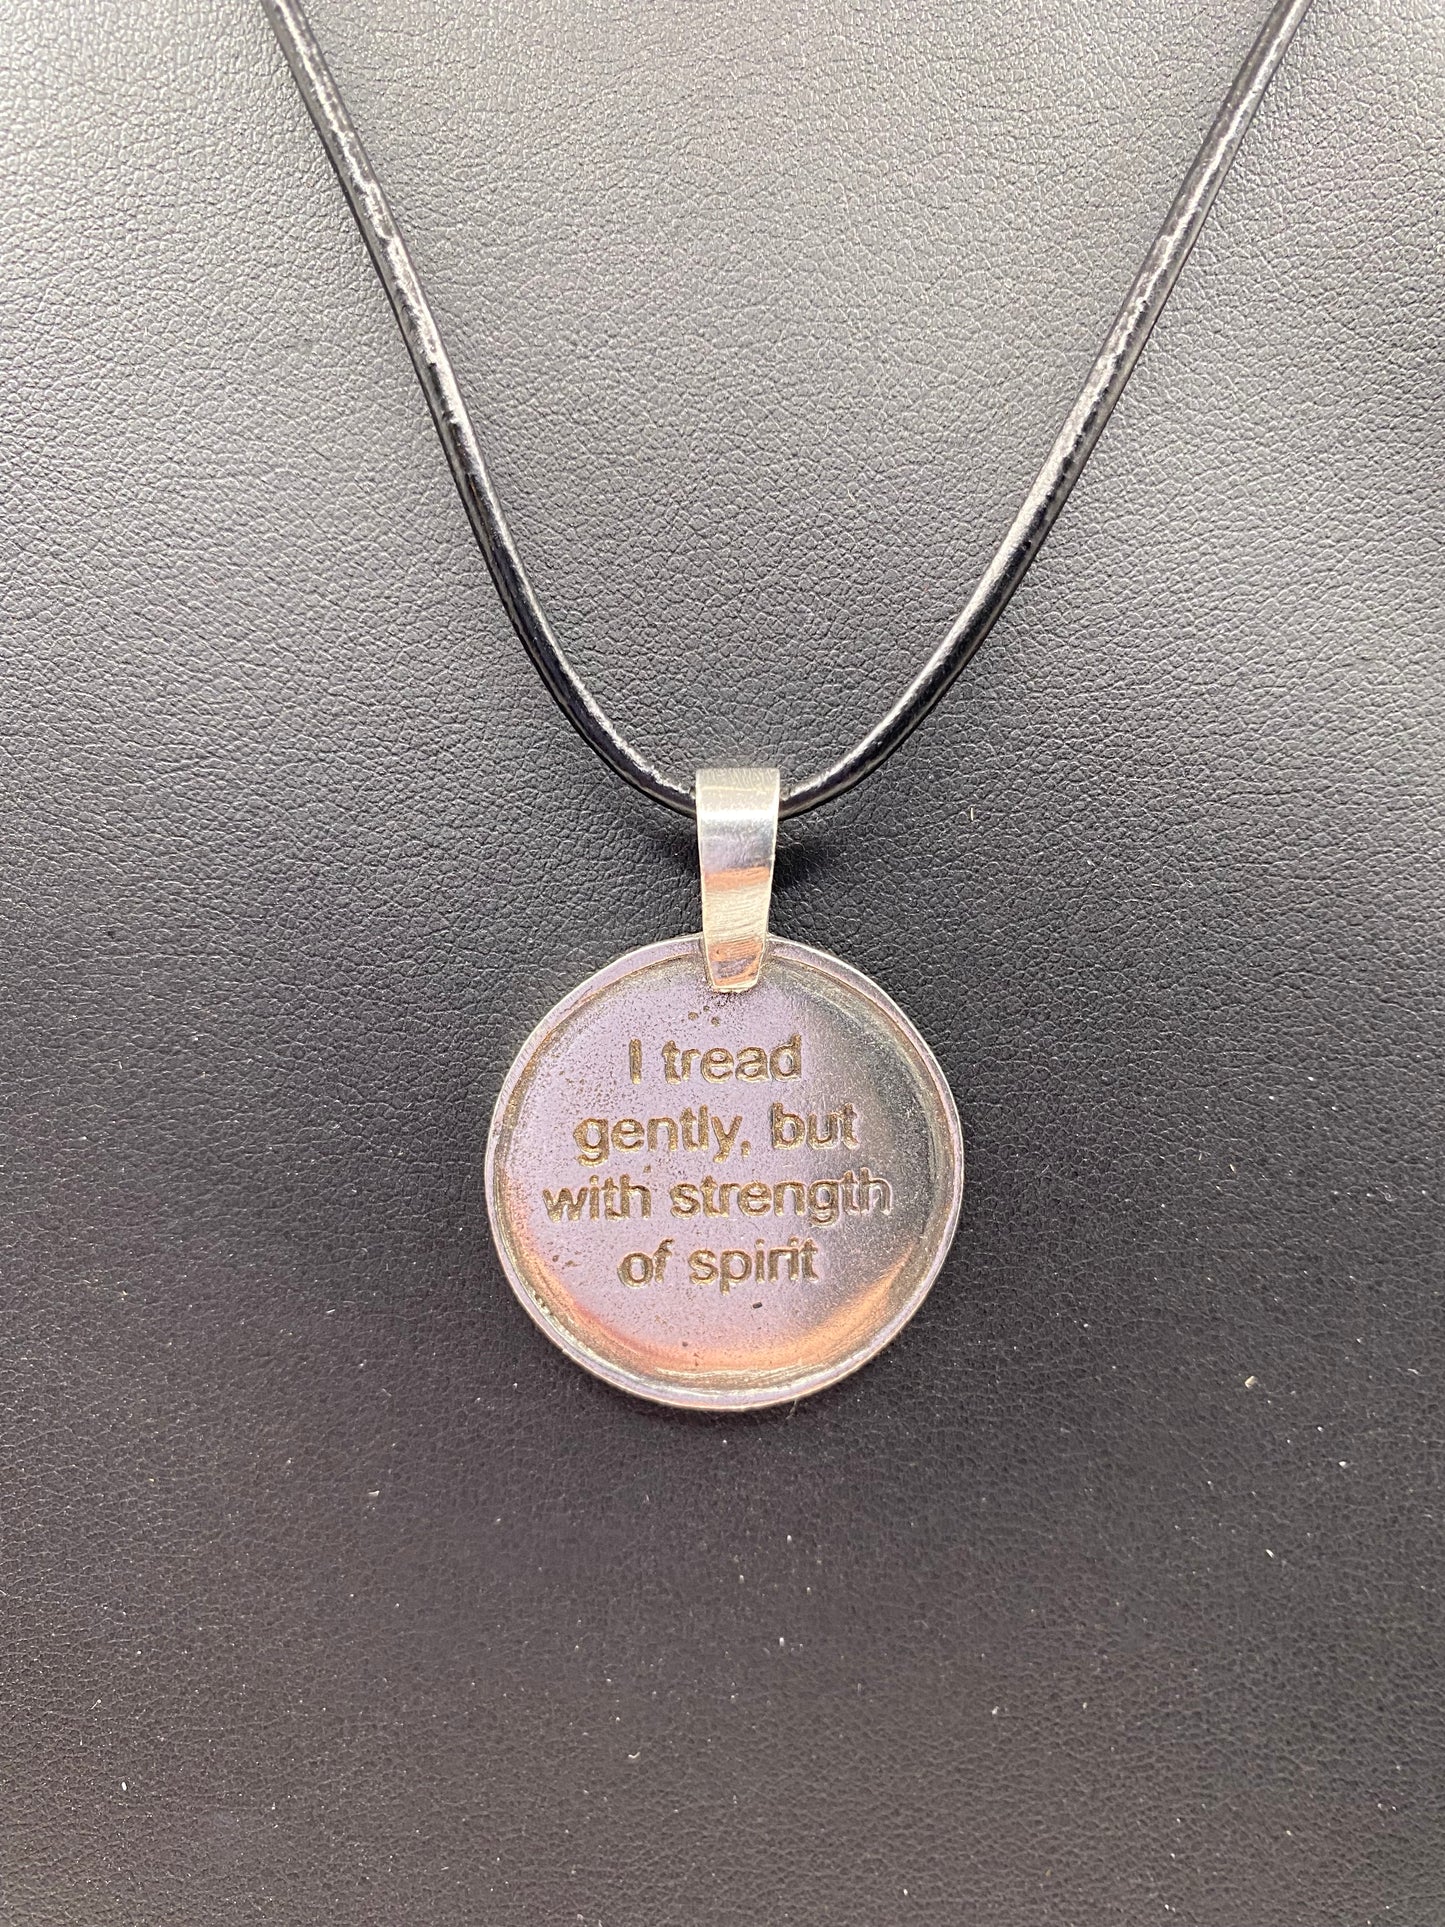 I tread
gently, but
with strength
of spirit